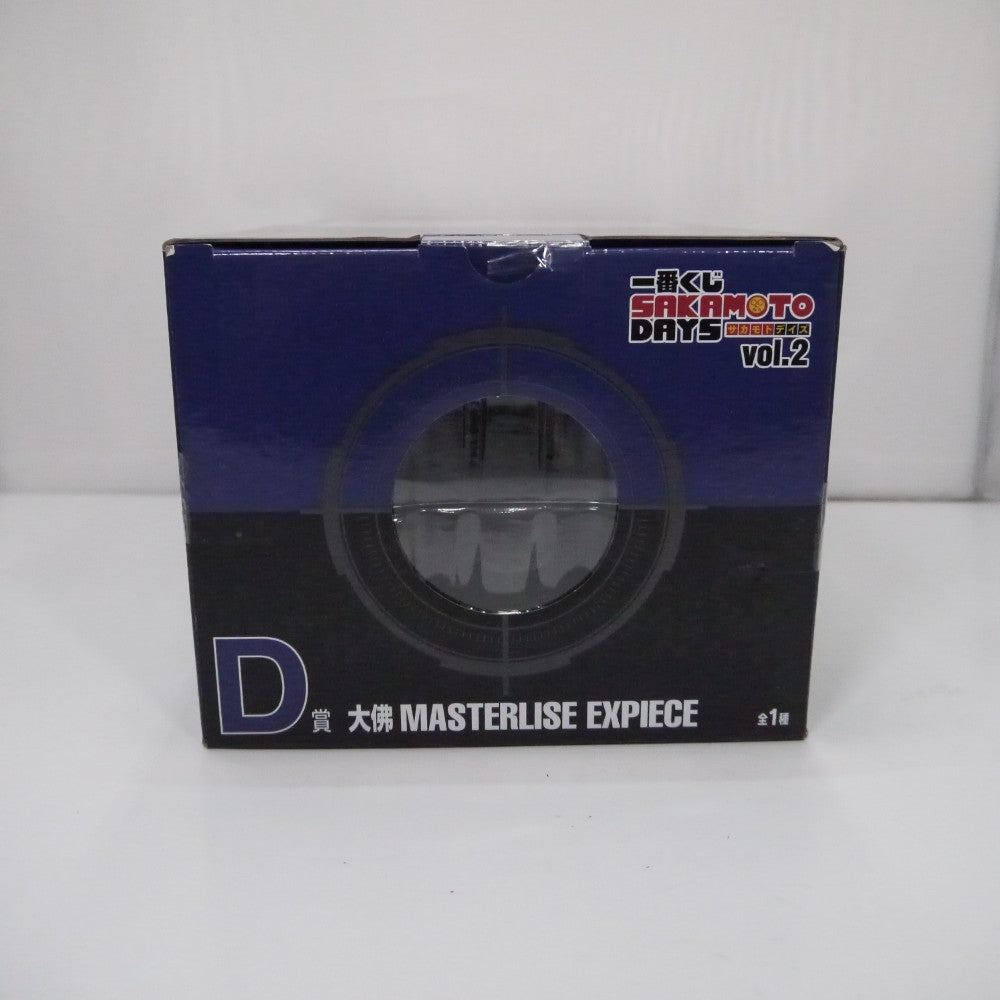 一番くじ
SAKAMOTO
DAYS サカモトデイズ
vol.2
D賞 大佛 MASTERLISE EXPIECE 全1種